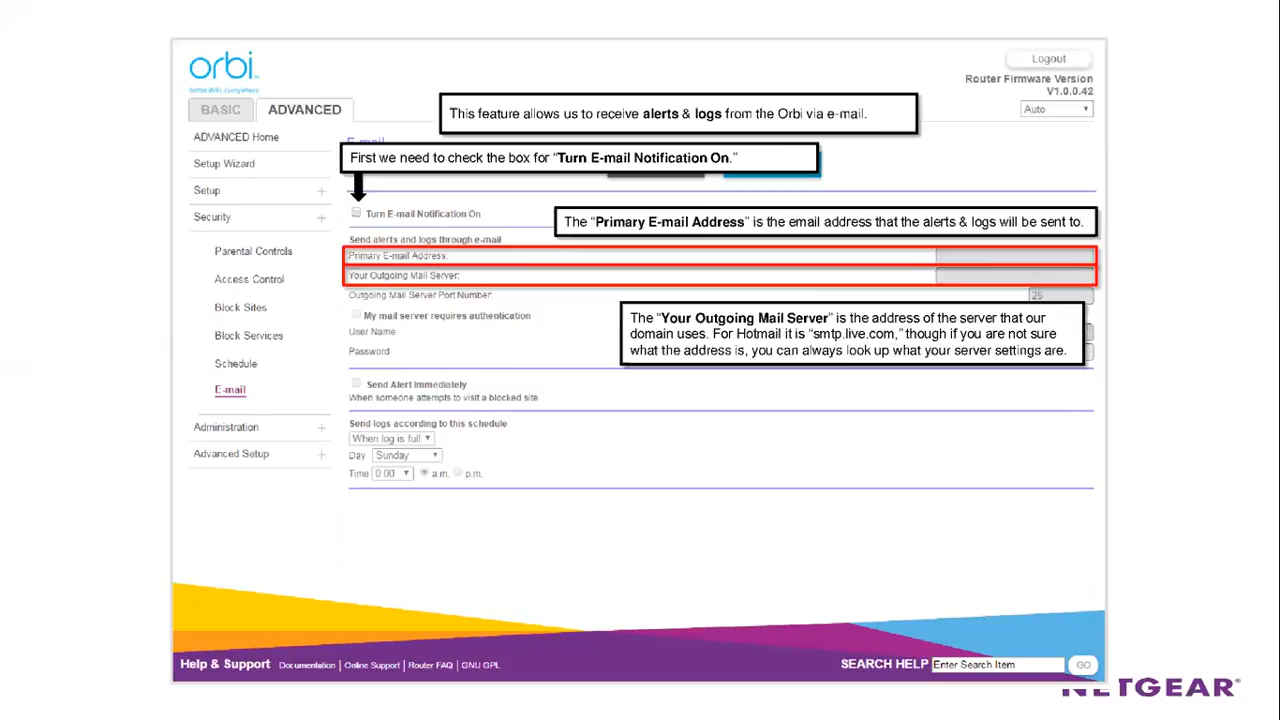 orbi
Better WiFi. Everywhere.
Logout
Router Firmware Version
V1.0.0.42
BASIC
ADVANCED
Auto
This feature allows us to receive alerts & logs from the Orbi via e-mail.
ADVANCED Home
E-mail
First we need to check the box for “Turn E-mail Notification On.”
Setup Wizard
Setup +
Security +
Turn E-mail Notification On
The “Primary E-mail Address” is the email address that the alerts & logs will be sent to.
Send alerts and logs through e-mail
Parental Controls
Primary E-mail Address:
Access Control
Your Outgoing Mail Server:
Outgoing Mail Server Port Number:
25
Block Sites
My mail server requires authentication
The “Your Outgoing Mail Server” is the address of the server that our
domain uses. For Hotmail it is “smtp.live.com,” though if you are not sure
what the address is, you can always look up what your server settings are.
Block Services
User Name
Password
Schedule
E-mail
Send Alert Immediately
When someone attempts to visit a blocked site
Administration +
Send logs according to this schedule
When log is full
Advanced Setup +
Day Sunday
Time 0:00 a.m. p.m.
Help & Support Documentation | Online Support | Router FAQ | GNU GPL
SEARCH HELP Enter Search Item GO
NETGEAR®